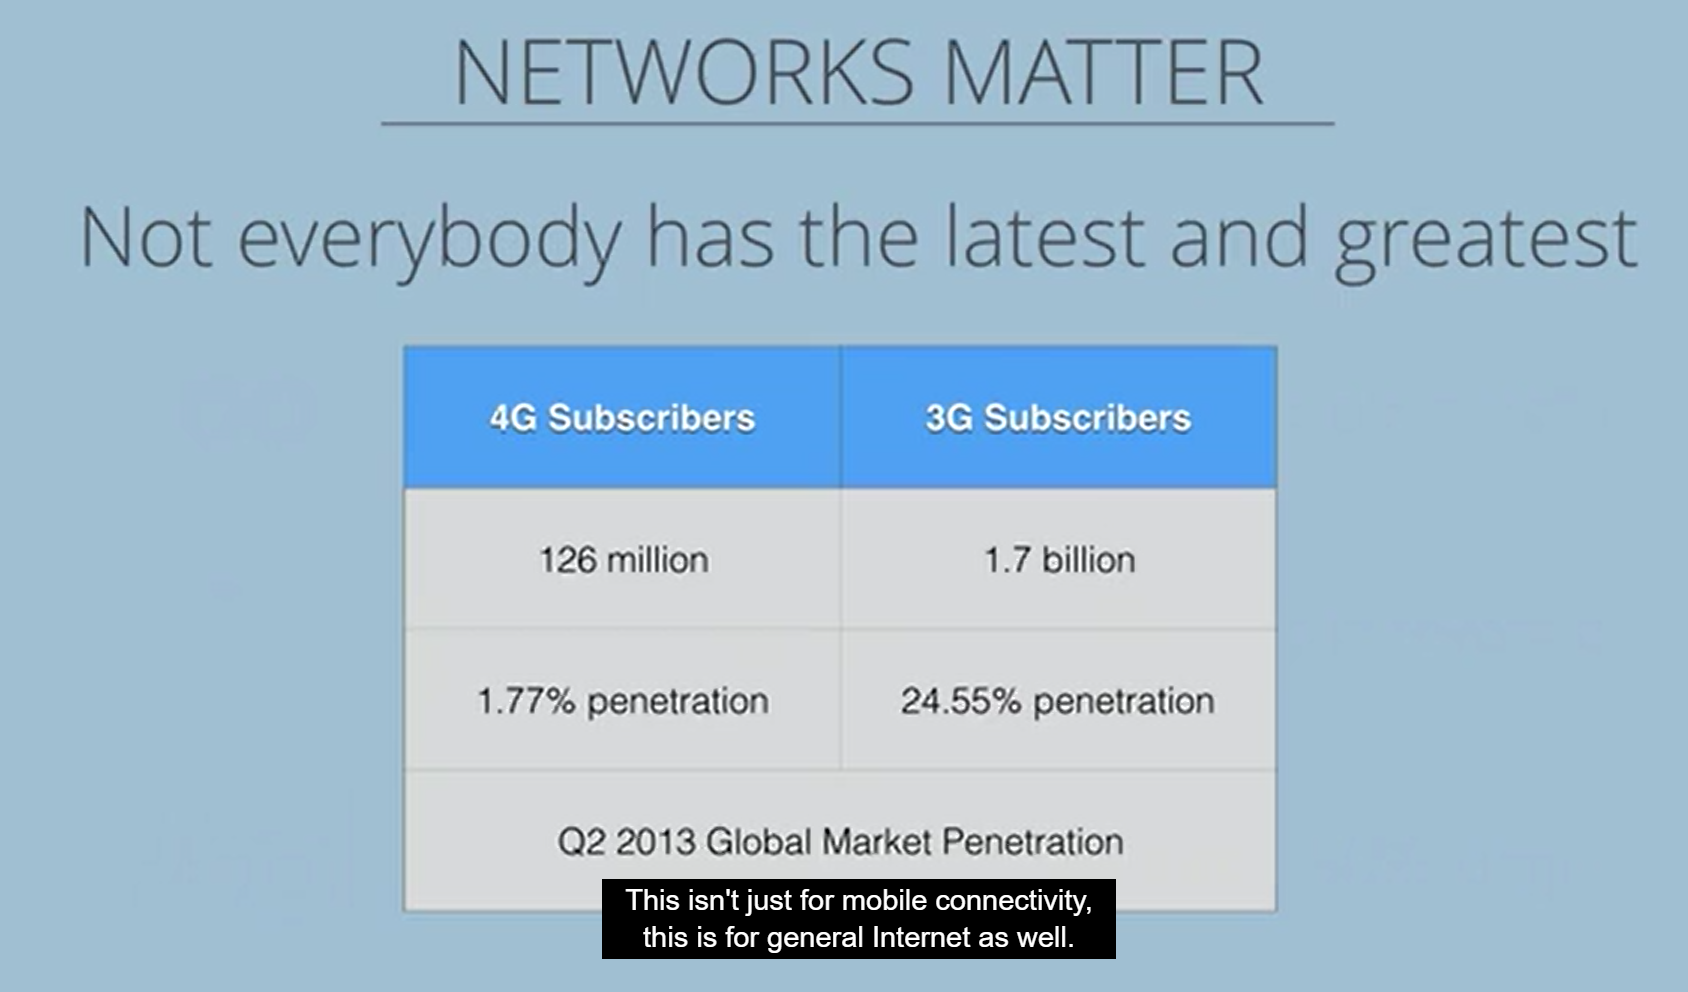 NETWORKS MATTER
Not everybody has the latest and greatest
4G Subscribers
3G Subscribers
126 million
1.7 billion
1.77% penetration
24.55% penetration
Q2 2013 Global Market Penetration
This isn't just for mobile connectivity,
this is for general Internet as well.